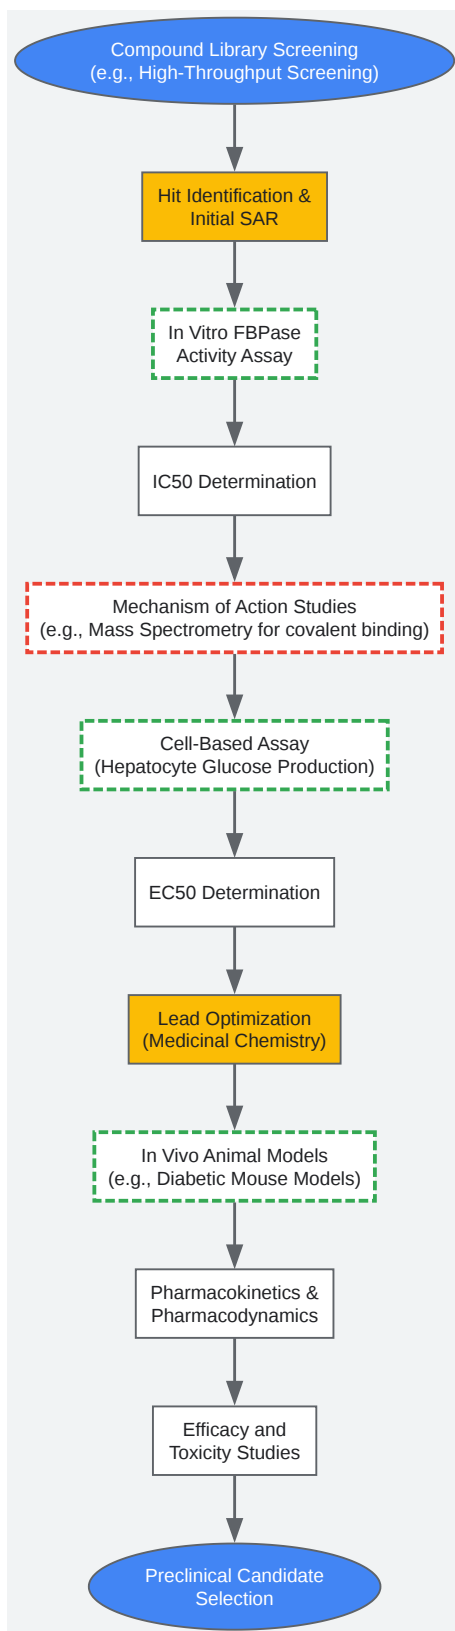 Compound Library Screening
(e.g., High-Throughput Screening)
Hit Identification &
Initial SAR
In Vitro FBPase
Activity Assay
IC50 Determination
Mechanism of Action Studies
(e.g., Mass Spectrometry for covalent binding)
Cell-Based Assay
(Hepatocyte Glucose Production)
EC50 Determination
Lead Optimization
(Medicinal Chemistry)
In Vivo Animal Models
(e.g., Diabetic Mouse Models)
Pharmacokinetics &
Pharmacodynamics
Efficacy and
Toxicity Studies
Preclinical Candidate
Selection